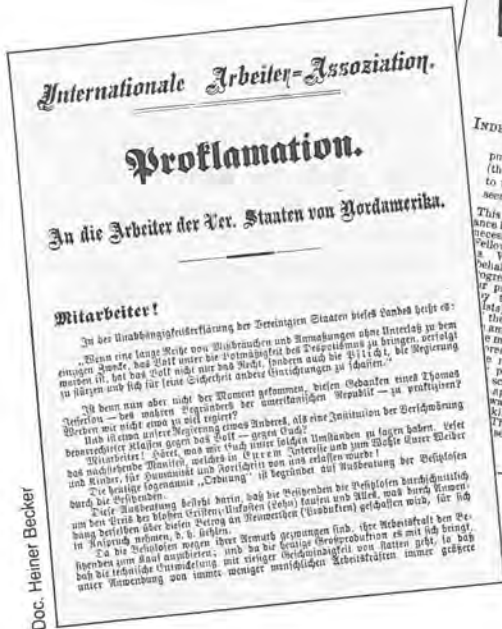 Internationale Arbeiter-Assoziation.
Proklamation.
An die Arbeiter der Ver. Staaten von Nordamerika.
Mitarbeiter!
In der Unabhängigkeitserklärung der Vereinigten Staaten dieses Landes heißt es:
„Wenn eine lange Reihe von Mißbräuchen und Anmaßungen ohne Unterlaß zu dem
einzigen Zwecke, das Volk unter die Botmäßigkeit des Despotismus zu bringen, verfolgt
worden ist, hat das Volk nicht nur das Recht, sondern auch die Pflicht, die Regierung
zu stürzen und sich für seine Sicherheit andere Einrichtungen zu schaffen.“
Ist denn nun aber nicht der Moment gekommen, diesen Gedanken eines Thomas
Jefferson — des wahren Begründers der amerikanischen Republik — zu praktiziren?
Werden wir nicht etwa zu viel regiert?
Und ist etwa unsere Regierung etwas Anderes, als eine Institution der Verschwörung
bevorrechteter Klassen gegen das Volk — gegen Euch?
Mitarbeiter! Höret, was wir Euch unter solchen Umständen zu sagen haben. Leset
das nachstehende Manifest, welches in Eurem Interesse und zum Wohle Eurer Weiber
und Kinder, für Humanität und Fortschritt von uns erlassen wurde!
Die heutige sogenannte „Ordnung“ ist begründet auf Ausbeutung der Besitzlosen
durch die Besitzenden.
Diese Ausbeutung besteht darin, daß die Besitzenden die Besitzlosen durchschnittlich
um den Preis der bloßen Existenz-Unkosten (Lohn) kaufen und Alles, was durch Anwen-
dung derselben über diesen Betrag an Neuwerthen (Produkten) geschaffen wird, für sich
in Anspruch nehmen, d. h. stehlen.
Da die Besitzlosen wegen ihrer Armuth gezwungen sind, ihre Arbeitskraft den Be-
sitzenden zum Kauf anzubieten; und da die heutige Großproduktion es mit sich bringt,
daß die technische Entwickelung mit riesiger Geschwindigkeit von statten geht, so daß
unter Anwendung von immer weniger menschlichen Arbeitskräften immer größere
Doc. Heiner Becker